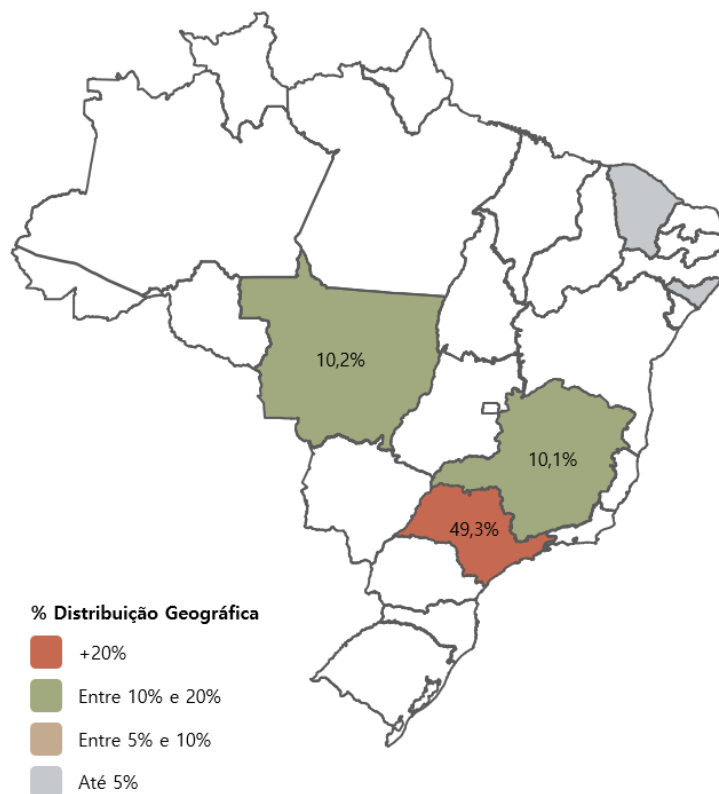 10,2%
10,1%
49,3%
% Distribuição Geográfica
+20%
Entre 10% e 20%
Entre 5% e 10%
Até 5%